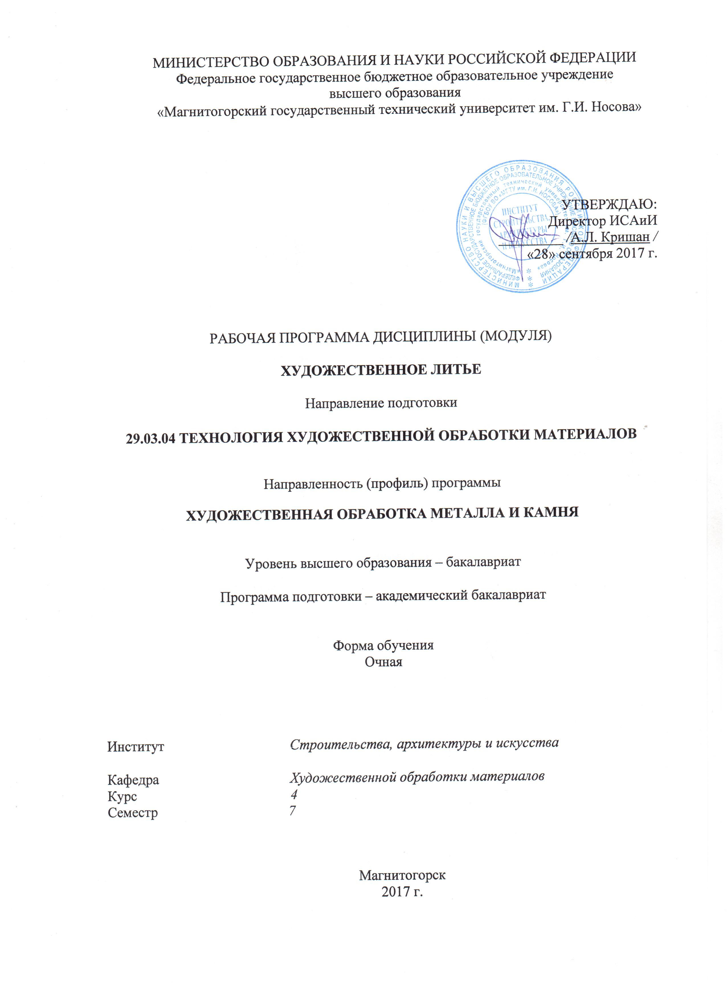 МИНИСТЕРСТВО ОБРАЗОВАНИЯ И НАУКИ РОССИЙСКОЙ ФЕДЕРАЦИИ
Федеральное государственное бюджетное образовательное учреждение
высшего образования
«Магнитогорский государственный технический университет им. Г.И. Носова»
МИНИСТЕРСТВО НАУКИ И ВЫСШЕГО ОБРАЗОВАНИЯ РОССИЙСКОЙ ФЕДЕРАЦИИ
ФЕДЕРАЛЬНОЕ ГОСУДАРСТВЕННОЕ БЮДЖЕТНОЕ ОБРАЗОВАТЕЛЬНОЕ УЧРЕЖДЕНИЕ ВЫСШЕГО ОБРАЗОВАНИЯ
«Магнитогорский государственный технический университет им. Г.И. Носова»
(ФГБОУ ВО «МГТУ им. Г.И. НОСОВА»)
ИНСТИТУТ
СТРОИТЕЛЬСТВА,
АРХИТЕКТУРЫ
И ИСКУССТВА
УТВЕРЖДАЮ:
Директор ИСАиИ
/А.Л. Кришан /
«28» сентября 2017 г.
РАБОЧАЯ ПРОГРАММА ДИСЦИПЛИНЫ (МОДУЛЯ)
ХУДОЖЕСТВЕННОЕ ЛИТЬЕ
Направление подготовки
29.03.04 ТЕХНОЛОГИЯ ХУДОЖЕСТВЕННОЙ ОБРАБОТКИ МАТЕРИАЛОВ
Направленность (профиль) программы
ХУДОЖЕСТВЕННАЯ ОБРАБОТКА МЕТАЛЛА И КАМНЯ
Уровень высшего образования – бакалавриат
Программа подготовки – академический бакалавриат
Форма обучения
Очная
Институт Строительства, архитектуры и искусства
Кафедра Художественной обработки материалов
Курс 4
Семестр 7
Магнитогорск
2017 г.